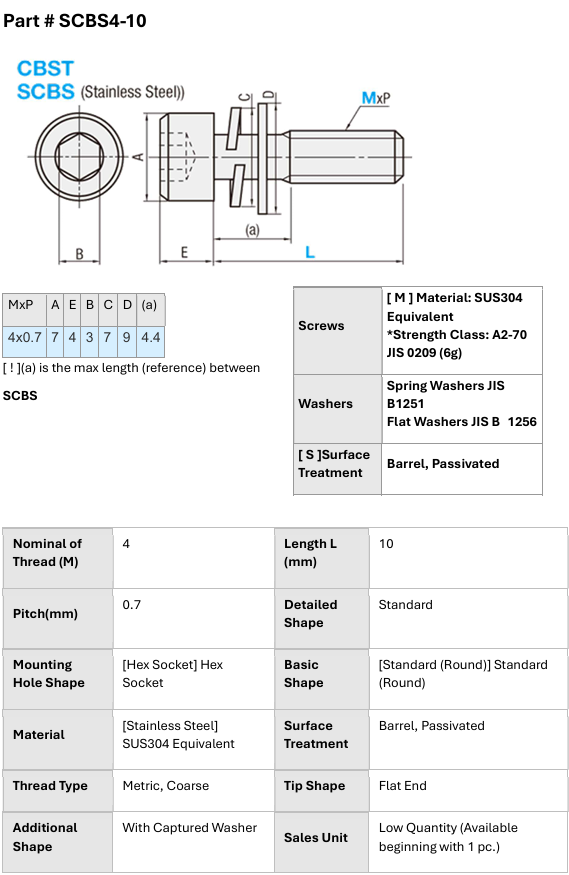 Part # SCBS4-10
CBST
SCBS (Stainless Steel))
C
D
MxP
A
(a)
B
E
L
MxP A E B C D (a)
4x0.7 7 4 3 7 9 4.4
[ ! ](a) is the max length (reference) between
SCBS
Screws
[ M ] Material: SUS304
Equivalent
*Strength Class: A2-70
JIS 0209 (6g)
Washers
Spring Washers JIS
B1251
Flat Washers JIS B 1256
[ S ]Surface
Treatment
Barrel, Passivated
Nominal of
Thread (M)
4
Length L
(mm)
10
Pitch(mm)
0.7
Detailed
Shape
Standard
Mounting
Hole Shape
[Hex Socket] Hex
Socket
Basic
Shape
[Standard (Round)] Standard
(Round)
Material
[Stainless Steel]
SUS304 Equivalent
Surface
Treatment
Barrel, Passivated
Thread Type
Metric, Coarse
Tip Shape
Flat End
Additional
Shape
With Captured Washer
Sales Unit
Low Quantity (Available
beginning with 1 pc.)